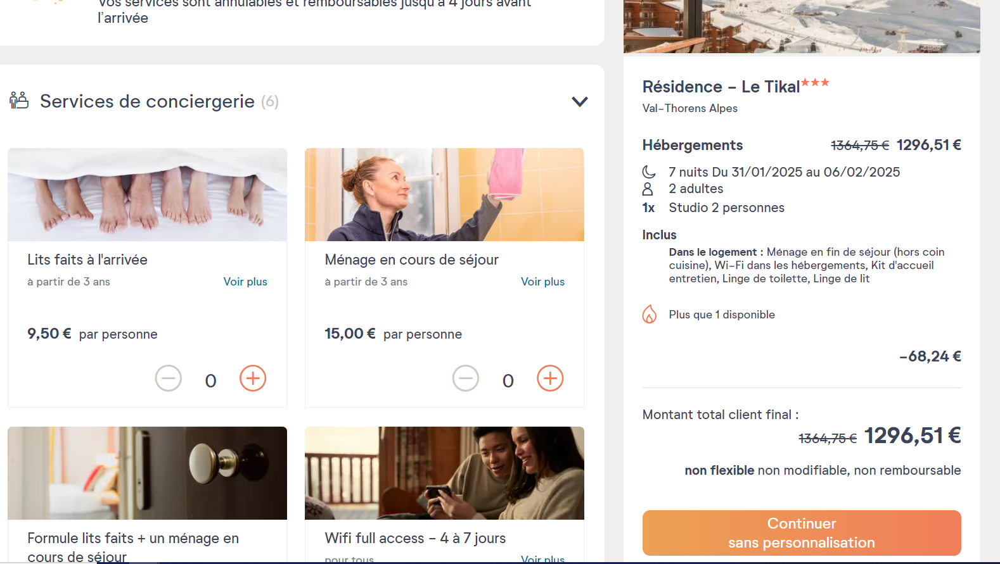 Vos services sont annulables et remboursables jusqu'à 4 jours avant
l'arrivée
Services de conciergerie (6)
Lits faits à l'arrivée
à partir de 3 ans
Voir plus
9,50 € par personne
0
Ménage en cours de séjour
à partir de 3 ans
Voir plus
15,00 € par personne
0
Formule lits faits + un ménage en
cours de séjour
Wifi full access – 4 à 7 jours
pour tous
Voir plus
Résidence – Le Tikal★★★
Val-Thorens Alpes
Hébergements 1364,75 € 1296,51 €
7 nuits Du 31/01/2025 au 06/02/2025
2 adultes
1x Studio 2 personnes
Inclus
Dans le logement : Ménage en fin de séjour (hors coin
cuisine), Wi-Fi dans les hébergements, Kit d'accueil
entretien, Linge de toilette, Linge de lit
Plus que 1 disponible
-68,24 €
Montant total client final :
1364,75 € 1296,51 €
non flexible non modifiable, non remboursable
Continuer
sans personnalisation